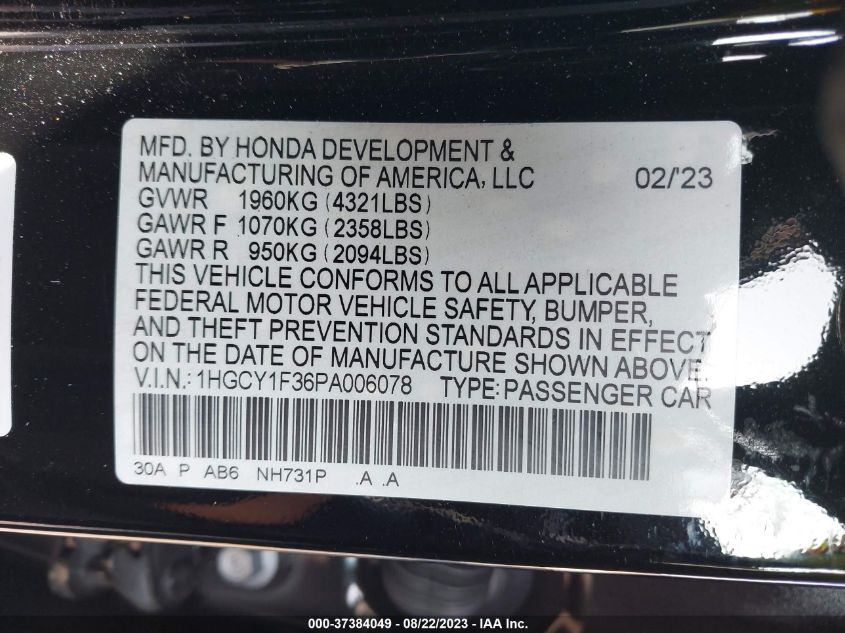 MFD. BY HONDA DEVELOPMENT &
MANUFACTURING OF AMERICA, LLC 02/'23
GVWR 1960KG (4321LBS)
GAWR F 1070KG (2358LBS)
GAWR R 950KG (2094LBS)
THIS VEHICLE CONFORMS TO ALL APPLICABLE
FEDERAL MOTOR VEHICLE SAFETY, BUMPER,
AND THEFT PREVENTION STANDARDS IN EFFECT
ON THE DATE OF MANUFACTURE SHOWN ABOVE.
V.I.N.: 1HGCY1F36PA006078 TYPE: PASSENGER CAR
30A P AB6 NH731P .A .A
000-37384049 - 08/22/2023 - IAA Inc.